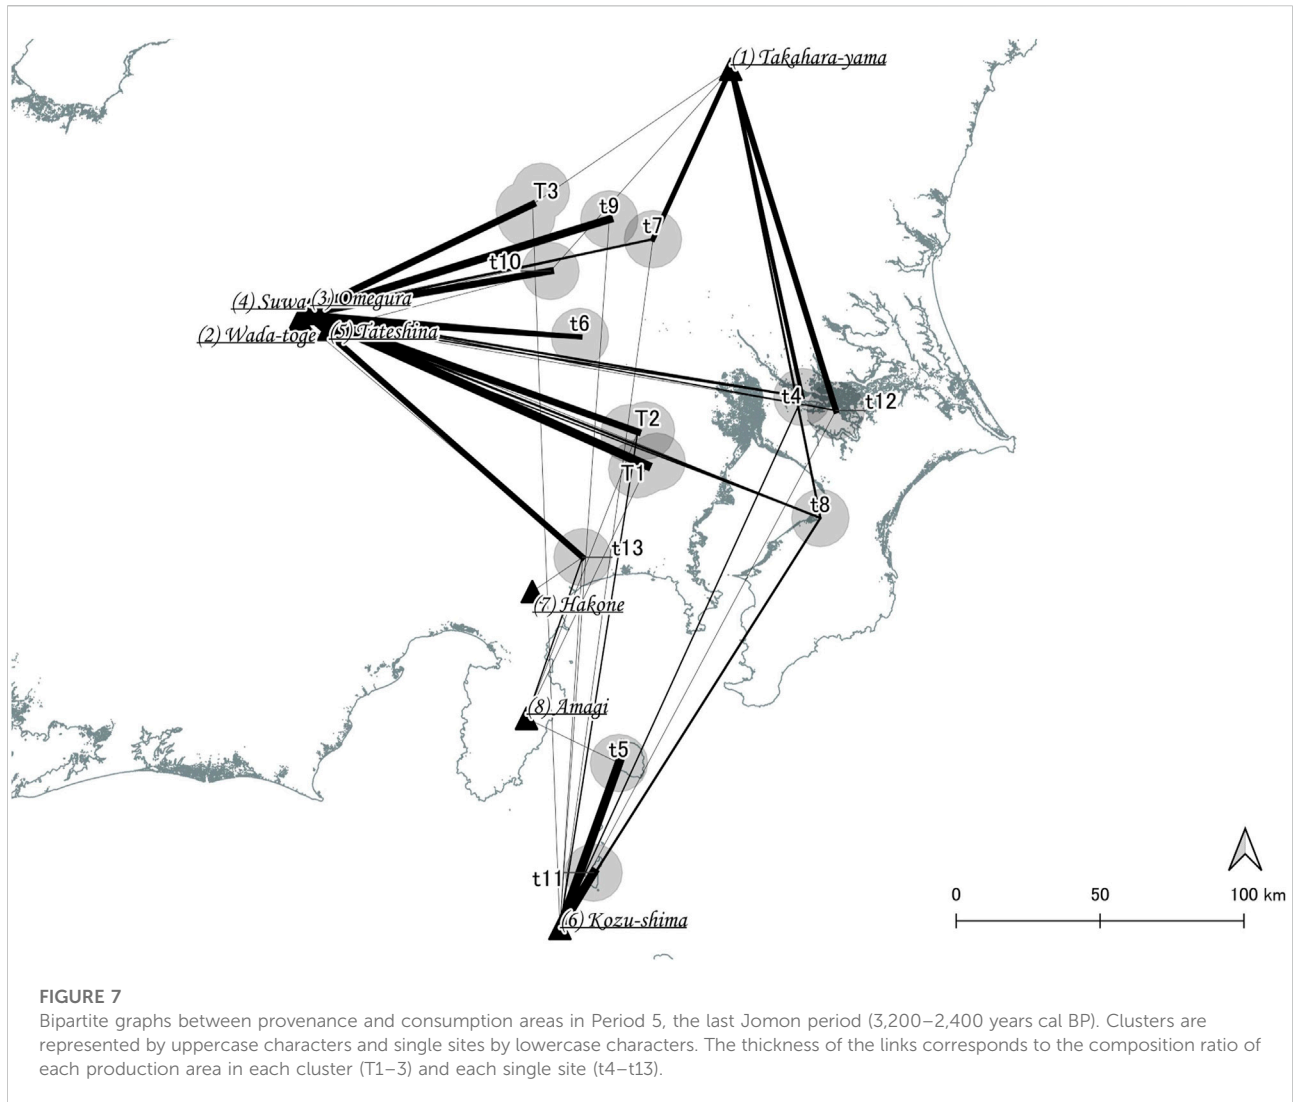 (1) Takahara-yama
T3
t9
t7
t10
(4) Suwa
(3) Omegura
(2) Wada-toge
(5) Tateshina
t6
t4
t12
T2
T1
t8
t13
(7) Hakone
(8) Amagi
t5
t11
(6) Kozu-shima
0 50 100 km
FIGURE 7
Bipartite graphs between provenance and consumption areas in Period 5, the last Jomon period (3,200–2,400 years cal BP). Clusters are
represented by uppercase characters and single sites by lowercase characters. The thickness of the links corresponds to the composition ratio of
each production area in each cluster (T1–3) and each single site (t4–t13).